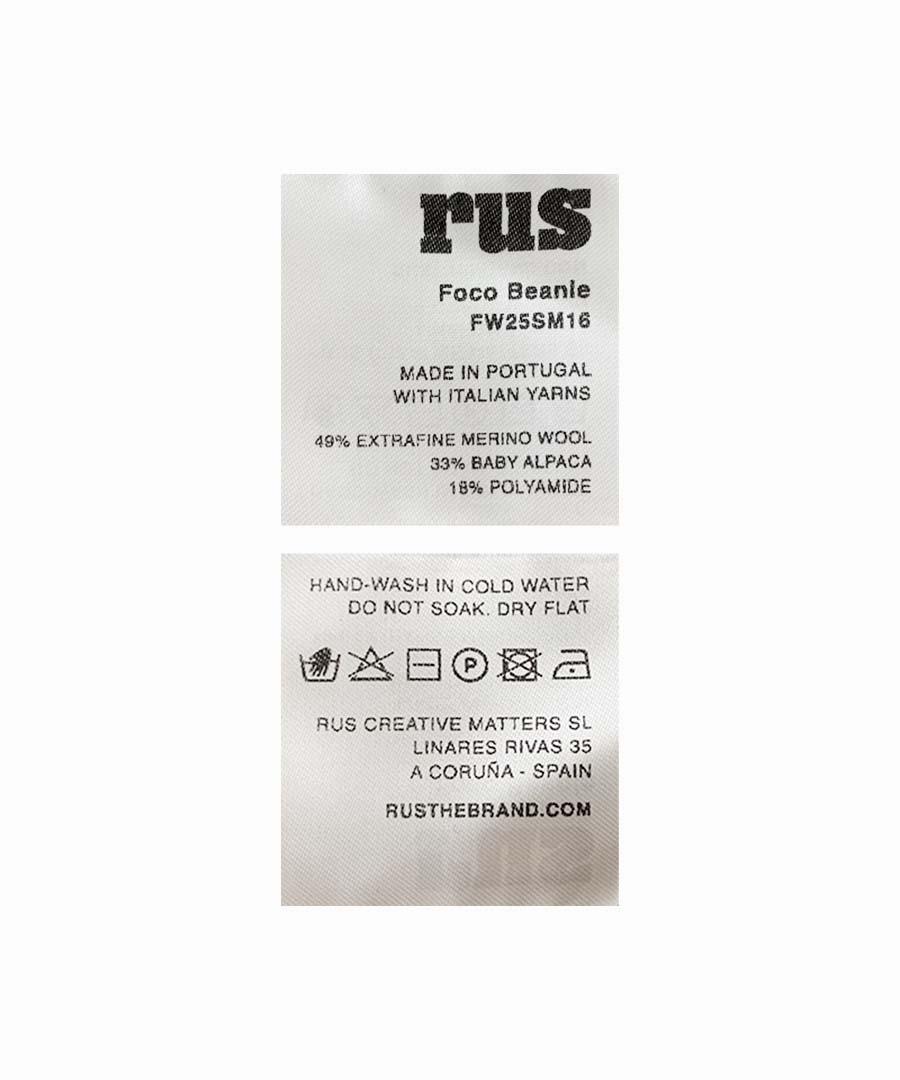 rus
Foco Beanie
FW25SM16
MADE IN PORTUGAL
WITH ITALIAN YARNS
49% EXTRAFINE MERINO WOOL
33% BABY ALPACA
18% POLYAMIDE
HAND-WASH IN COLD WATER
DO NOT SOAK. DRY FLAT
P
RUS CREATIVE MATTERS SL
LINARES RIVAS 35
A CORUÑA - SPAIN
RUSTHEBRAND.COM